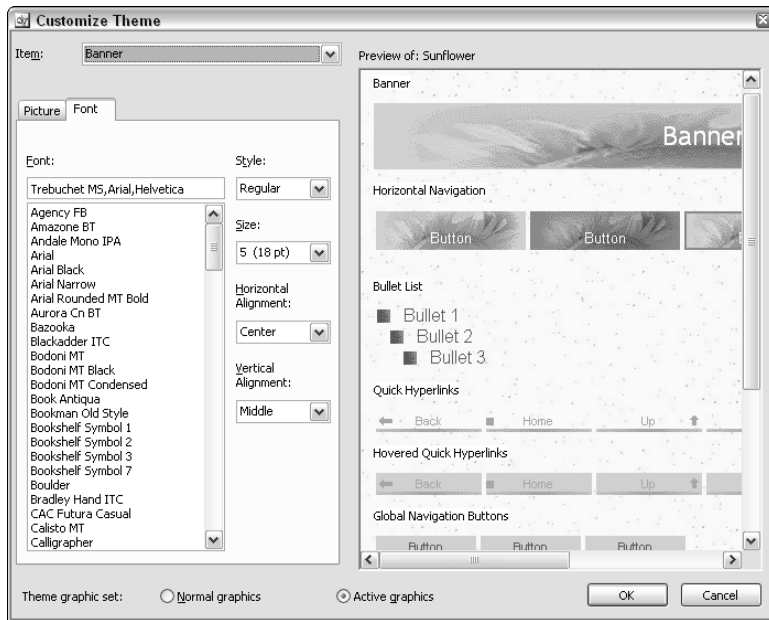 Customize Theme
Item:
Banner
Picture
Font
Font:
Trebuchet MS,Arial,Helvetica
Agency FB
Amazone BT
Andale Mono IPA
Arial
Arial Black
Arial Narrow
Arial Rounded MT Bold
Aurora Cn BT
Bazooka
Blackadder ITC
Bodoni MT
Bodoni MT Black
Bodoni MT Condensed
Book Antiqua
Bookman Old Style
Bookshelf Symbol 1
Bookshelf Symbol 2
Bookshelf Symbol 3
Bookshelf Symbol 7
Boulder
Bradley Hand ITC
CAC Futura Casual
Calisto MT
Calligrapher
Style:
Regular
Size:
5 (18 pt)
Horizontal
Alignment:
Center
Vertical
Alignment:
Middle
Preview of: Sunflower
Banner
Banner
Horizontal Navigation
Button Button
Bullet List
Bullet 1
Bullet 2
Bullet 3
Quick Hyperlinks
Back Home Up
Hovered Quick Hyperlinks
Back Home Up
Global Navigation Buttons
Button Button Button
Theme graphic set:
Normal graphics
Active graphics
OK
Cancel